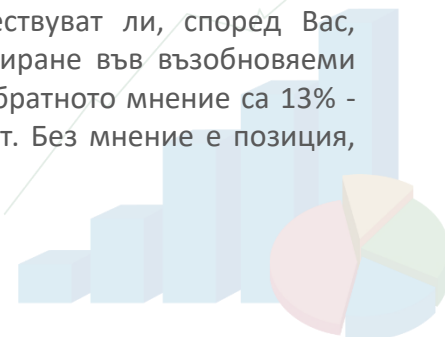 ествуват ли, според Вас,
иране във възобновяеми
братното мнение са 13% -
т. Без мнение е позиция,